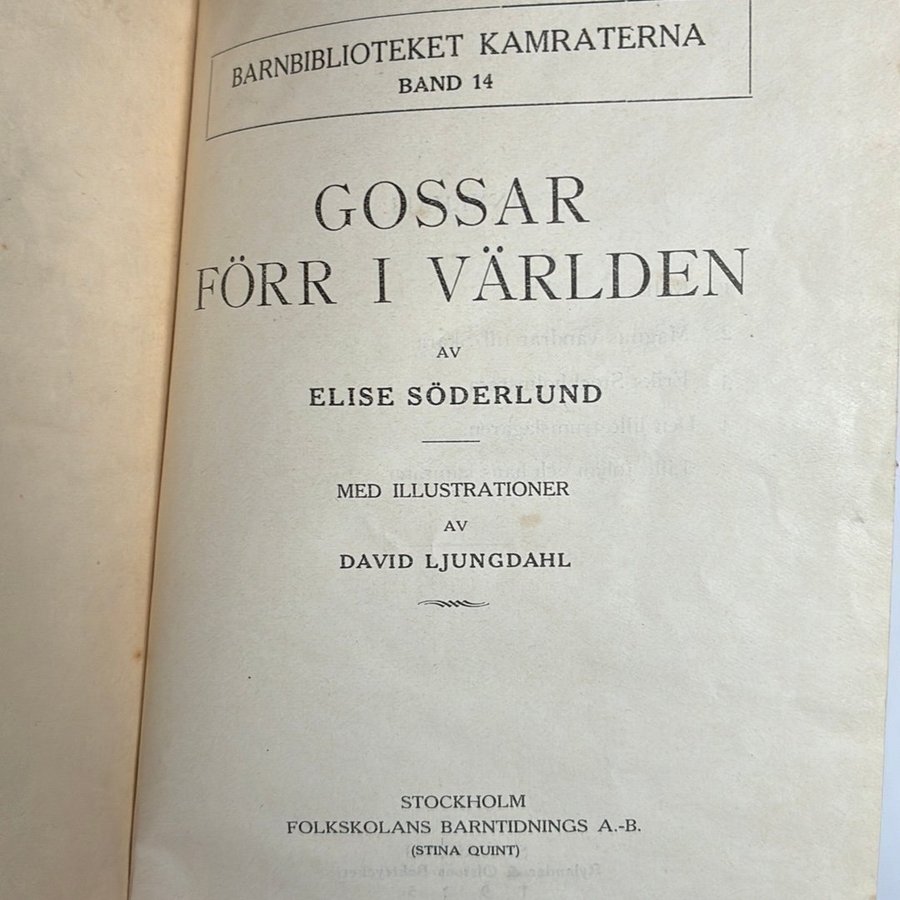 BARNBIBLIOTEKET KAMRATERNA
BAND 14
GOSSAR
FÖRR I VÄRLDEN
AV
ELISE SÖDERLUND
MED ILLUSTRATIONER
AV
DAVID LJUNGDAHL
STOCKHOLM
FOLKSKOLANS BARNTIDNINGS A.-B.
(STINA QUINT)